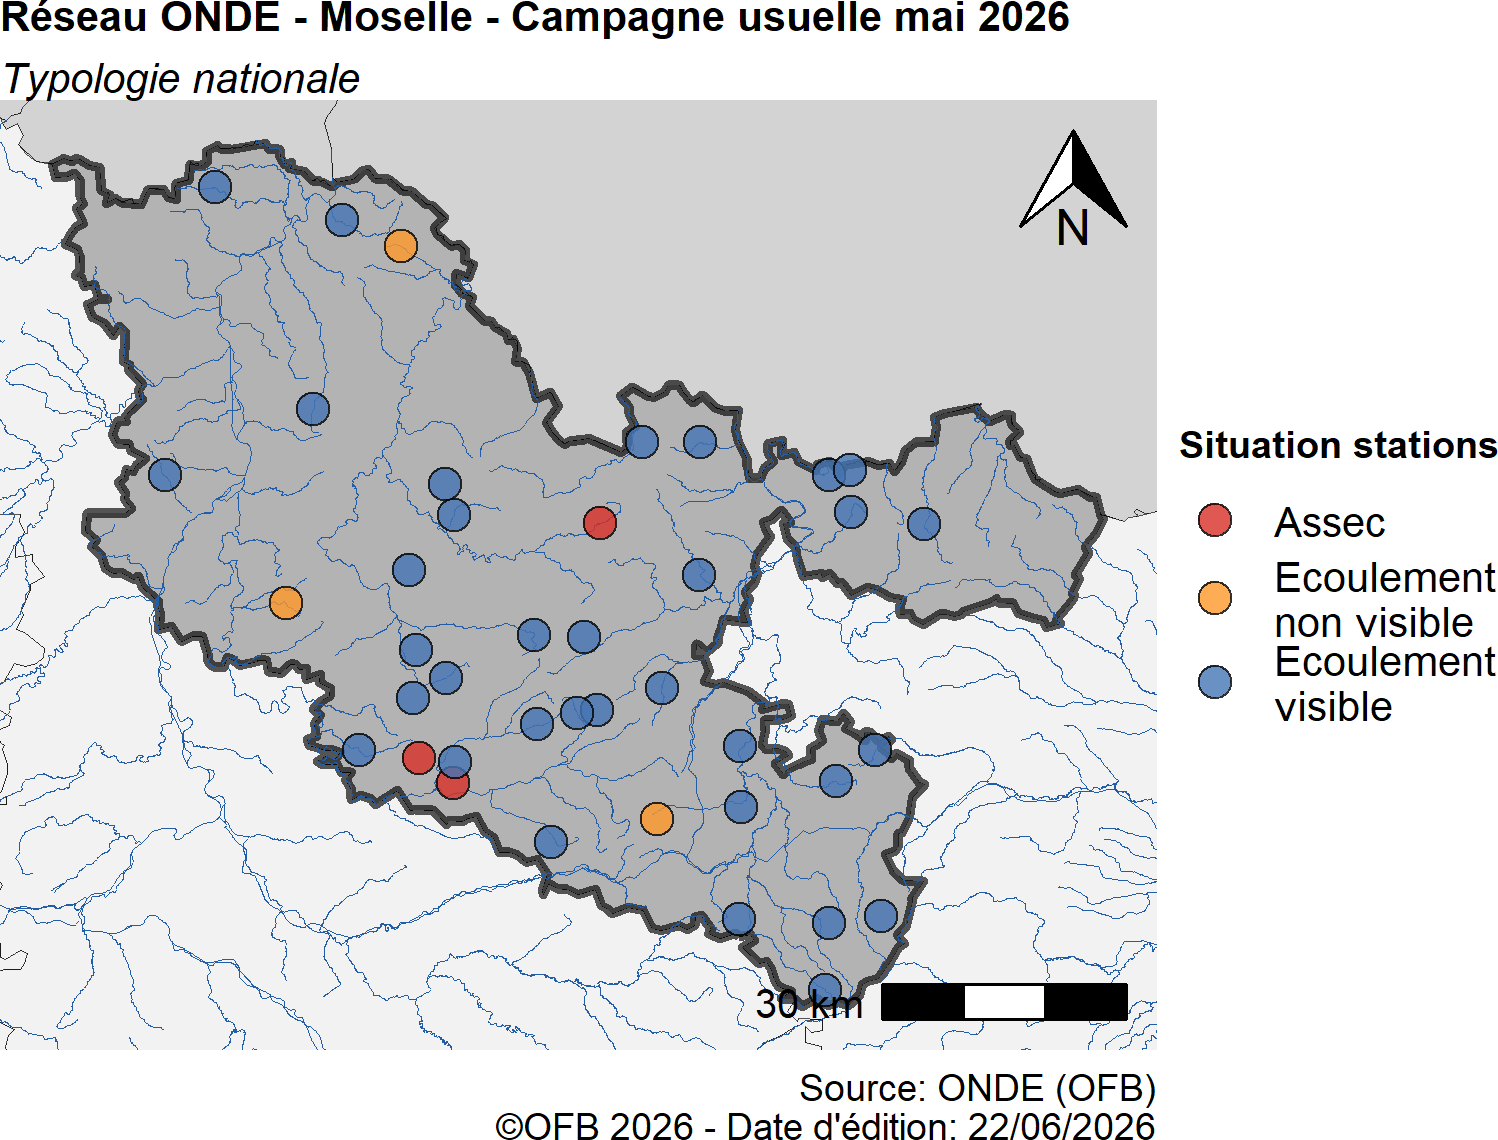 Réseau ONDE - Moselle - Campagne usuelle mai 2026
Typologie nationale
N
Situation stations
Assec
Ecoulement
non visible
Ecoulement
visible
30 km
Source: ONDE (OFB)
©OFB 2026 - Date d'édition: 22/06/2026